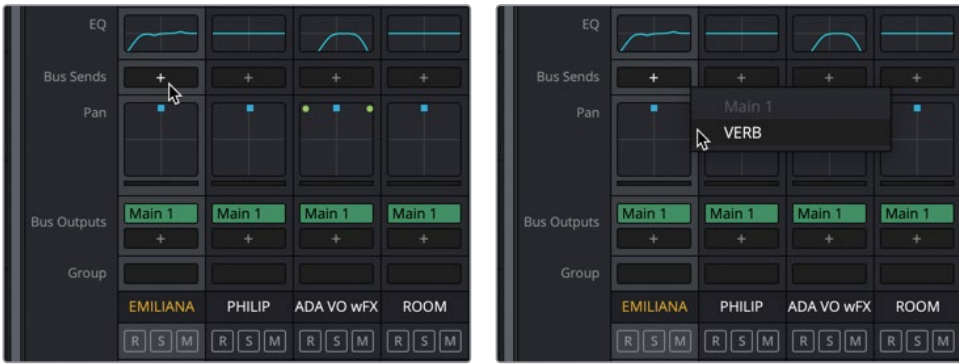 EQ
Bus Sends + + + +
Pan
Bus Outputs Main 1 Main 1 Main 1 Main 1
+ + + +
Group
EMILIANA PHILIP ADA VO wFX ROOM
R S M R S M R S M R S M
EQ
Bus Sends + + + +
Main 1
Pan
VERB
Bus Outputs Main 1 Main 1 Main 1 Main 1
+ + + +
Group
EMILIANA PHILIP ADA VO wFX ROOM
R S M R S M R S M R S M